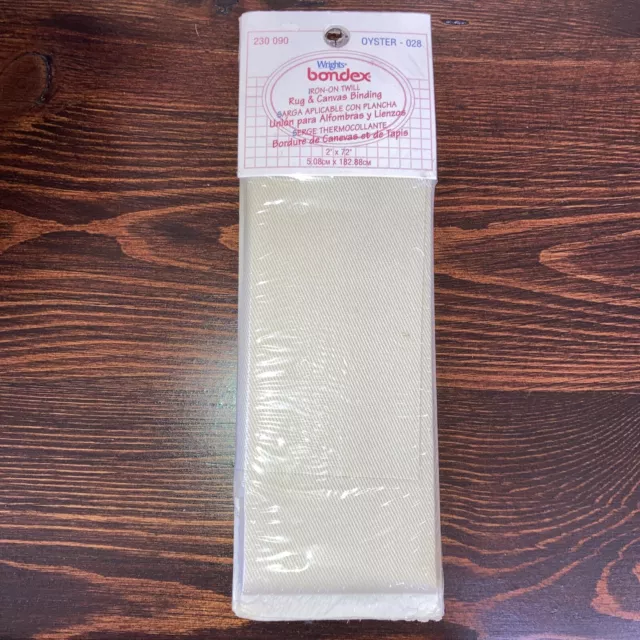 230 090 OYSTER - 028
Wrights®
bondex®
IRON-ON TWILL
Rug & Canvas Binding
SARGA APLICABLE CON PLANCHA
Unión para Alfombras y Lienzos
SERGE THERMOCOLLANTE
Bordure de Canevas et de Tapis
2" x 72"
5.08CM x 182.88CM